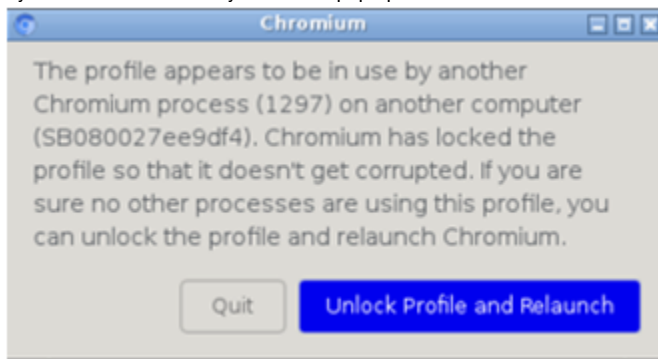 Chromium
The profile appears to be in use by another
Chromium process (1297) on another computer
(SB080027ee9df4). Chromium has locked the
profile so that it doesn't get corrupted. If you are
sure no other processes are using this profile, you
can unlock the profile and relaunch Chromium.
Quit
Unlock Profile and Relaunch